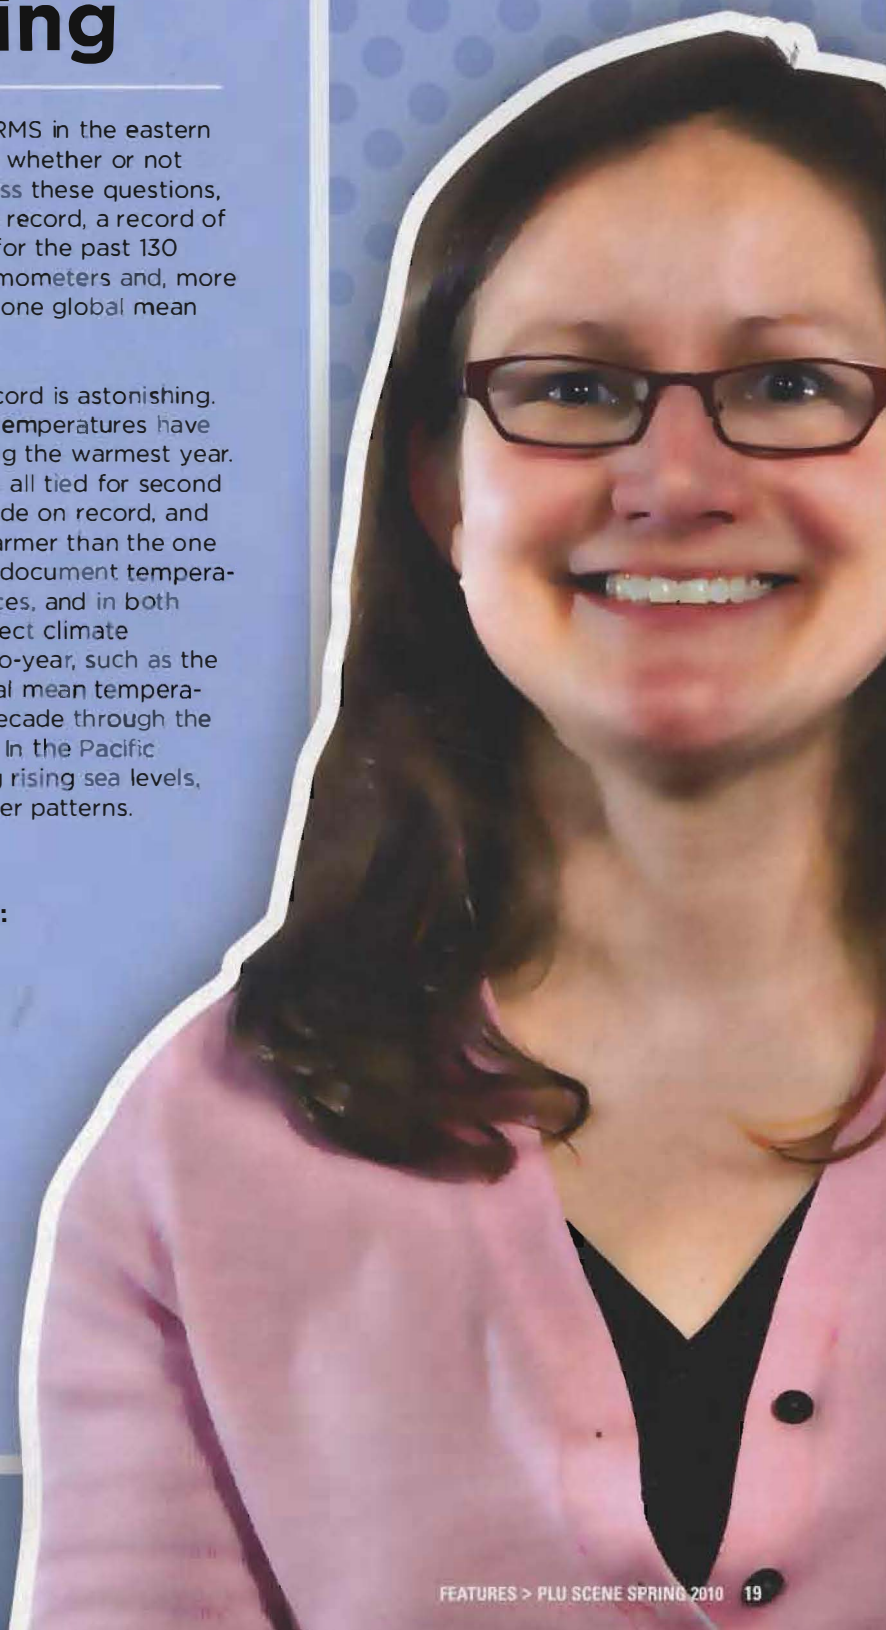 ing
RMS in the eastern
whether or not
ss these questions,
record, a record of
for the past 130
mometers and, more
one global mean
cord is astonishing.
emperatures have
g the warmest year.
all tied for second
de on record, and
armer than the one
document tempera-
ces, and in both
ect climate
o-year, such as the
al mean tempera-
ecade through the
In the Pacific
g rising sea levels,
er patterns.
:
FEATURES > PLU SCENE SPRING 2010 19